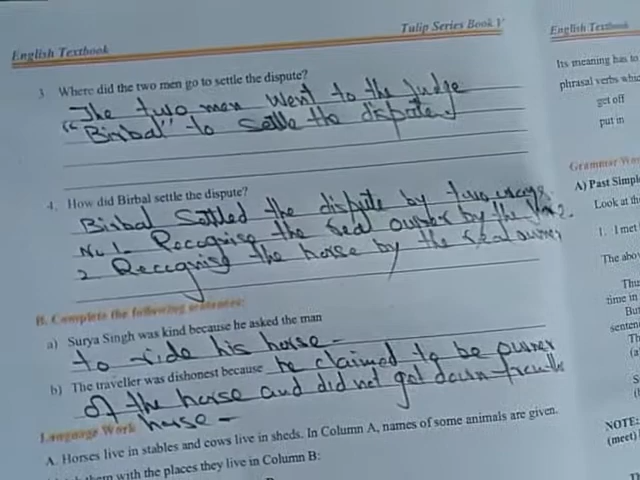 English Textbook
Tulip Series Book V
3. Where did the two men go to settle the dispute?
The two men went to the Judge
"Birbal" to settle the dispute.
4. How did Birbal settle the dispute?
Birbal Settled the dispute by two ways
No 1. Recognise the real owner by the
2 Recognise the horse by the real owner
B. Complete the following sentences:
a) Surya Singh was kind because he asked the man
to ride his horse -
b) The traveller was dishonest because he claimed to be owner
of the horse and did not got down from the
horse -
Language Work
A. Horses live in stables and cows live in sheds. In Column A, names of some animals are given.
them with the places they live in Column B:
English Textbook
Its meaning has to
phrasal verbs
get off
put in
Grammar
A) Past Simpl
Look at the
1. I met
The abo
Thu
time in
But
senten
Th
(a)
NOTE:
(meet)